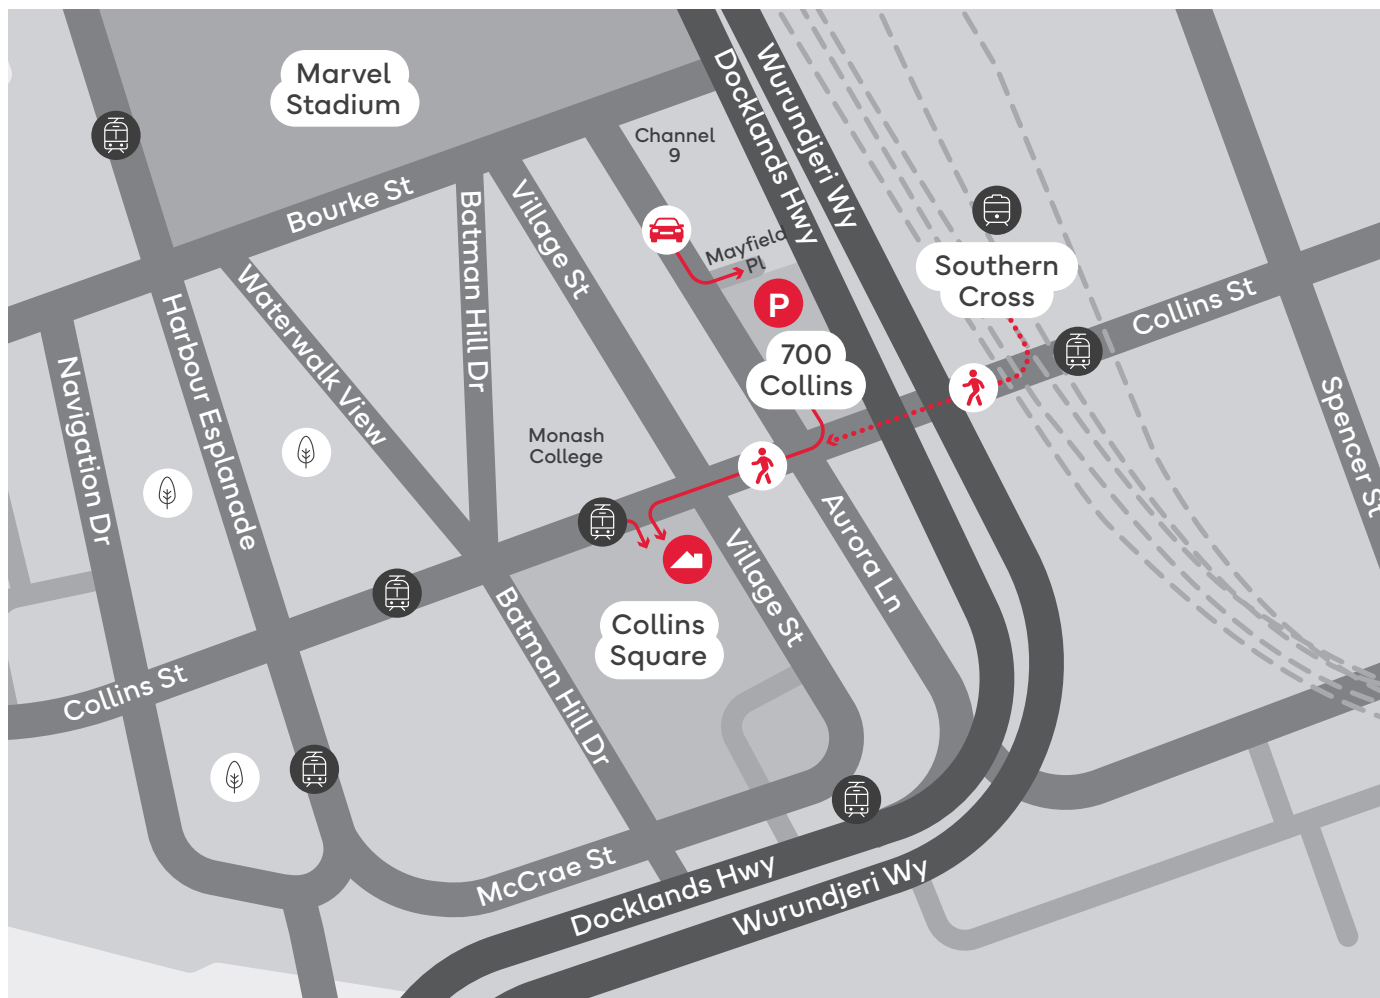 Marvel
Stadium
Channel
9
Docklands Hwy
Wurundjeri Wy
Bourke St
Batman Hill Dr
Village St
Mayfield
Pl
P
Southern
Cross
Collins St
Waterwalk View
Harbour Esplanade
Navigation Dr
700
Collins
Spencer St
Monash
College
Aurora Ln
Village St
Collins
Square
Batman Hill Dr
Collins St
McCrae St
Docklands Hwy
Wurundjeri Wy